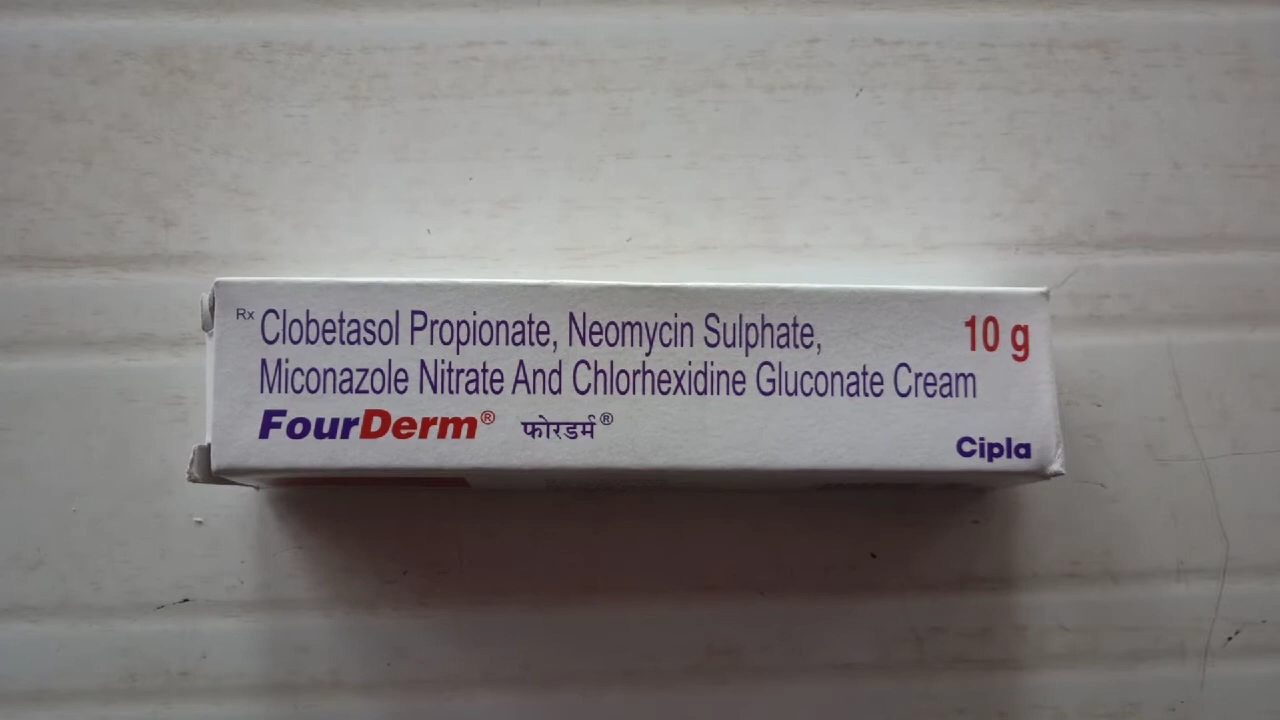 Rx Clobetasol Propionate, Neomycin Sulphate,
10 g
Miconazole Nitrate And Chlorhexidine Gluconate Cream
FourDerm® फोरडर्म®
Cipla